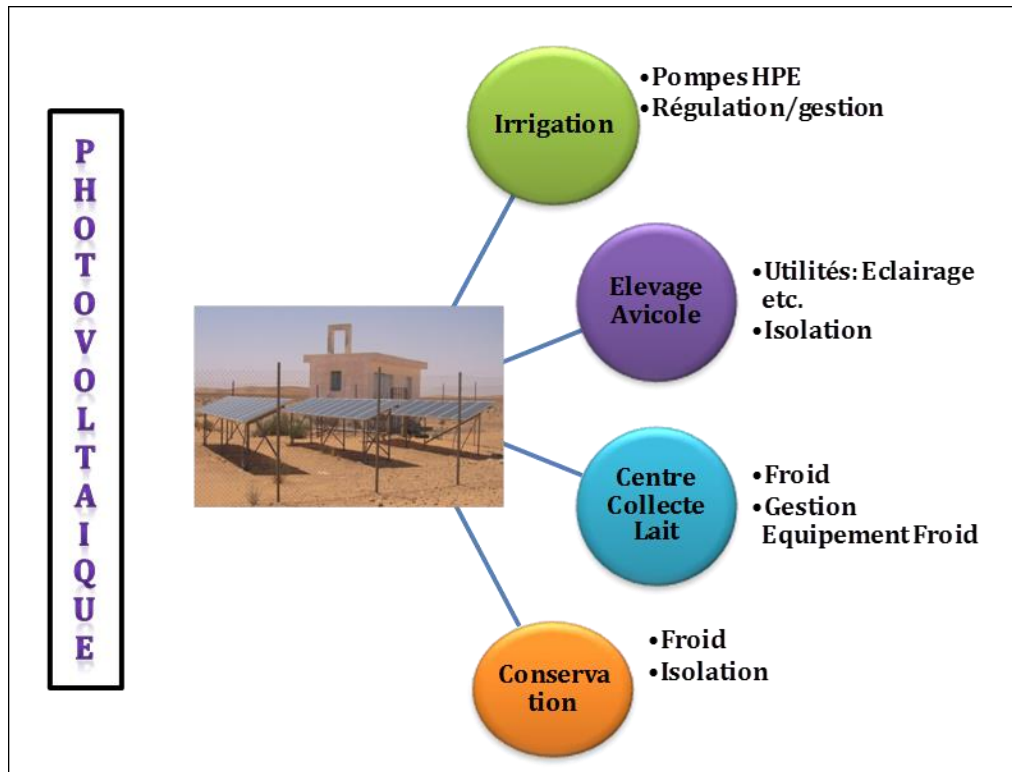 PHOTOVOLTAIQUE
Irrigation
•Pompes HPE
•Régulation/gestion
Elevage
Avicole
•Utilités: Eclairage
etc.
•Isolation
Centre
Collecte
Lait
•Froid
•Gestion
Equipement Froid
Conserva
tion
•Froid
•Isolation